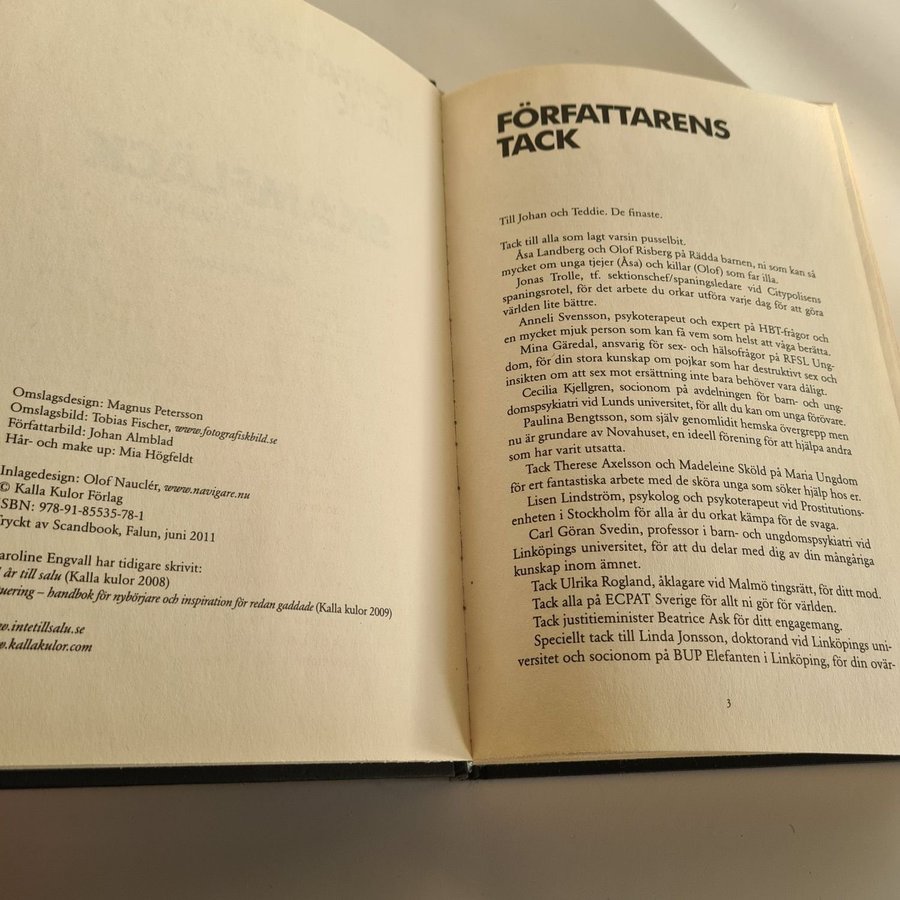 Omslagsdesign: Magnus Petersson
Omslagsbild: Tobias Fischer, www.fotografiskbild.se
Författarbild: Johan Almblad
Hår- och make up: Mia Högfeldt
Inlagedesign: Olof Nauclér, www.navigare.nu
© Kalla Kulor Förlag
ISBN: 978-91-85535-78-1
Tryckt av Scandbook, Falun, juni 2011
aroline Engvall har tidigare skrivit:
år till salu (Kalla kulor 2008)
uering – handbok för nybörjare och inspiration för redan gaddade (Kalla kulor 2009)
w.intetillsalu.se
w.kallakulor.com
FÖRFATTARENS
TACK
Till Johan och Teddie. De finaste.
Tack till alla som lagt varsin pusselbit.
Åsa Landberg och Olof Risberg på Rädda barnen, ni som kan så
mycket om unga tjejer (Åsa) och killar (Olof) som far illa.
Jonas Trolle, tf. sektionschef/spaningsledare vid Citypolisens
spaningsrotel, för det arbete du orkar utföra varje dag för att göra
världen lite bättre.
Anneli Svensson, psykoterapeut och expert på HBT-frågor och
en mycket mjuk person som kan få vem som helst att våga berätta.
Mina Gäredal, ansvarig för sex- och hälsofrågor på RFSL Ung-
dom, för din stora kunskap om pojkar som har destruktivt sex och
insikten om att sex mot ersättning inte bara behöver vara dåligt.
Cecilia Kjellgren, socionom på avdelningen för barn- och ung-
domspsykiatri vid Lunds universitet, för allt du kan om unga förövare.
Paulina Bengtsson, som själv genomlidit hemska övergrepp men
nu är grundare av Novahuset, en ideell förening för att hjälpa andra
som har varit utsatta.
Tack Therese Axelsson och Madeleine Sköld på Maria Ungdom
för ert fantastiska arbete med de sköra unga som söker hjälp hos er.
Lisen Lindström, psykolog och psykoterapeut vid Prostitutions-
enheten i Stockholm för alla år du orkat kämpa för de svaga.
Carl Göran Svedin, professor i barn- och ungdomspsykiatri vid
Linköpings universitet, för att du delar med dig av din mångåriga
kunskap inom ämnet.
Tack Ulrika Rogland, åklagare vid Malmö tingsrätt, för ditt mod.
Tack alla på ECPAT Sverige för allt ni gör för världen.
Tack justitieminister Beatrice Ask för ditt engagemang.
Speciellt tack till Linda Jonsson, doktorand vid Linköpings uni-
versitet och socionom på BUP Elefanten i Linköping, för din ovär-
3